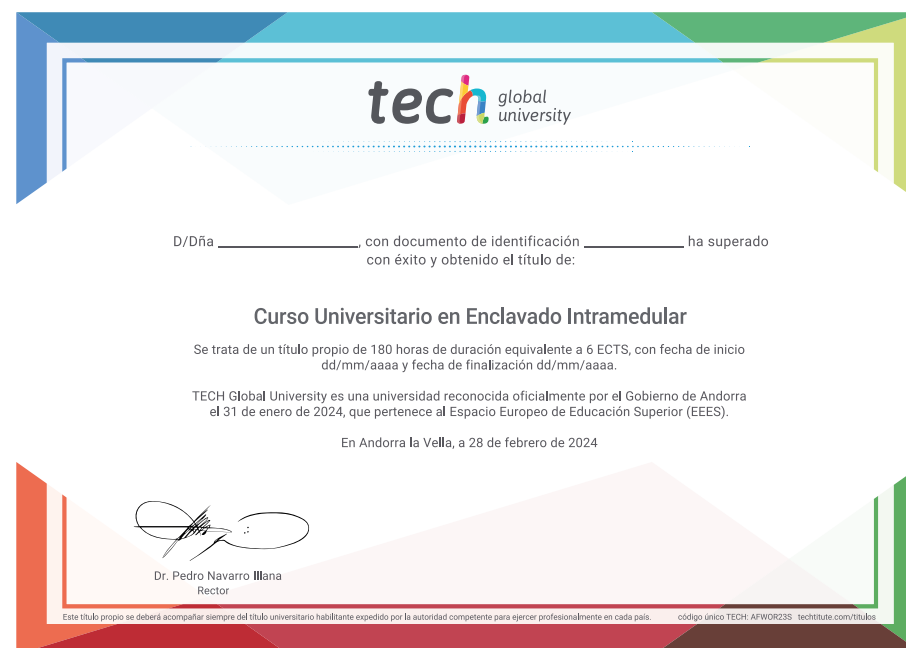 tech global university
D/Dña ____________, con documento de identificación ____________ ha superado
con éxito y obtenido el título de:
Curso Universitario en Enclavado Intramedular
Se trata de un título propio de 180 horas de duración equivalente a 6 ECTS, con fecha de inicio
dd/mm/aaaa y fecha de finalización dd/mm/aaaa.
TECH Global University es una universidad reconocida oficialmente por el Gobierno de Andorra
el 31 de enero de 2024, que pertenece al Espacio Europeo de Educación Superior (EEES).
En Andorra la Vella, a 28 de febrero de 2024
Dr. Pedro Navarro Illana
Rector
Este título propio se deberá acompañar siempre del título universitario habilitante expedido por la autoridad competente para ejercer profesionalmente en cada país. código único TECH: AFWOR23S techtitute.com/titulos